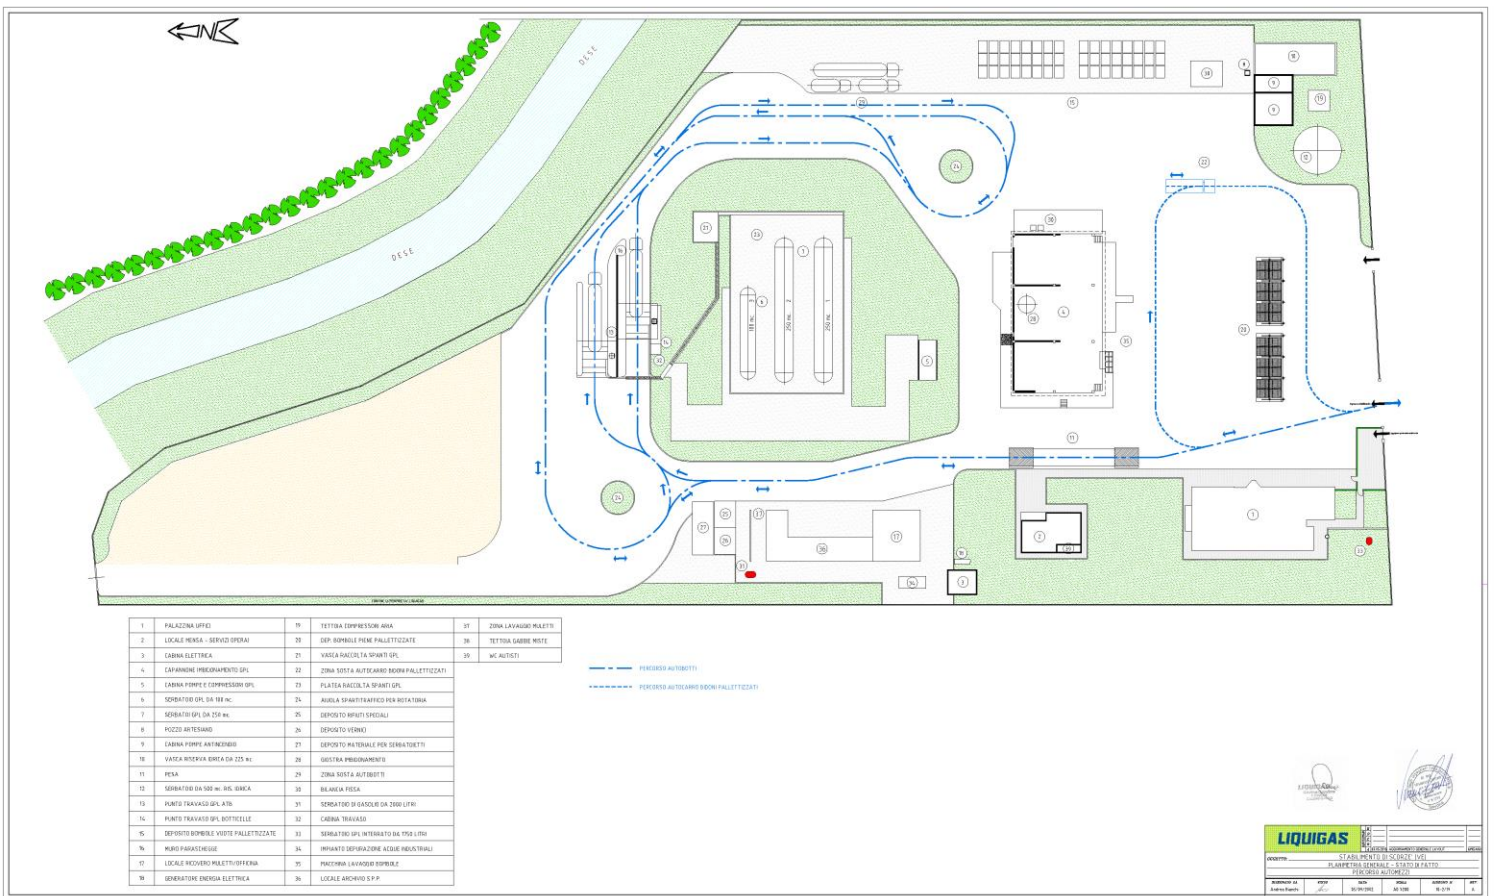 N
DESE
DESE
1 PALAZZINA UFFICI
2 LOCALE MENSA - SERVIZI OPERAI
3 CABINA ELETTRICA
4 CAPANNONE IMBIDONAMENTO GPL
5 CABINA POMPE E COMPRESSORI GPL
6 SERBATOIO GPL DA 100 mc.
7 SERBATOI GPL DA 250 mc.
8 POZZO ARTESIANO
9 CABINA POMPE ANTINCENDIO
10 VASCA RISERVA IDRICA DA 225 mc
11 PESA
12 SERBATOIO DA 500 mc. RIS. IDRICA
13 PUNTO TRAVASO GPL ATB
14 PUNTO TRAVASO GPL BOTTICELLE
15 DEPOSITO BOMBOLE VUOTE PALLETTIZZATE
16 MURO PARASCHEGGE
17 LOCALE RICOVERO MULETTI/OFFICINA
18 GENERATORE ENERGIA ELETTRICA
19 TETTOIA COMPRESSORI ARIA
20 DEP. BOMBOLE PIENE PALLETTIZZATE
21 VASCA RACCOLTA SPANTI GPL
22 ZONA SOSTA AUTOCARRO BIDONI PALLETTIZZATI
23 PLATEA RACCOLTA SPANTI GPL
24 AIUOLA SPARTITRAFFICO PER ROTATORIA
25 DEPOSITO RIFIUTI SPECIALI
26 DEPOSITO VERNICI
27 DEPOSITO MATERIALE PER SERBATOIETTI
28 GIOSTRA IMBIDONAMENTO
29 ZONA SOSTA AUTOBOTTI
30 BILANCIA FISSA
31 SERBATOIO DI GASOLIO DA 2000 LITRI
32 CABINA TRAVASO
33 SERBATOIO GPL INTERRATO DA 1750 LITRI
34 IMPIANTO DEPURAZIONE ACQUE INDUSTRIALI
35 MACCHINA LAVAGGIO BOMBOLE
36 LOCALE ARCHIVIO S.P.P.
37 ZONA LAVAGGIO MULETTI
38 TETTOIA GABBIE MISTE
39 WC AUTISTI
PERCORSO AUTOBOTTI
PERCORSO AUTOCARRO BIDONI PALLETTIZZATI
LIQUIGAS
STABILIMENTO DI SCORZE' (VE)
PLANIMETRIA GENERALE - STATO DI FATTO
PERCORSO AUTOMEZZI